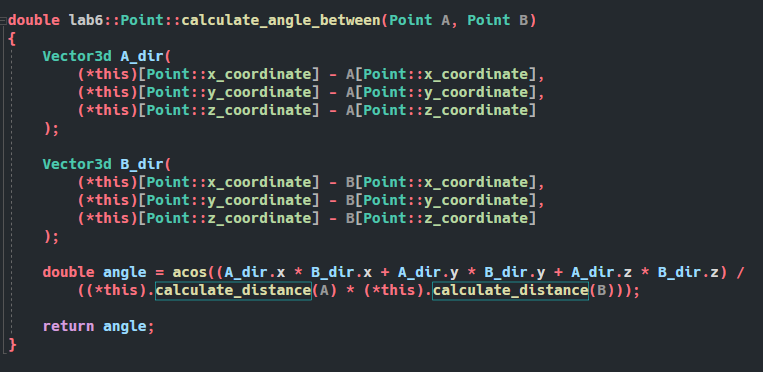 double lab6::Point::calculate_angle_between(Point A, Point B)
{
    Vector3d A_dir(
        (*this)[Point::x_coordinate] - A[Point::x_coordinate],
        (*this)[Point::y_coordinate] - A[Point::y_coordinate],
        (*this)[Point::z_coordinate] - A[Point::z_coordinate]
    );

    Vector3d B_dir(
        (*this)[Point::x_coordinate] - B[Point::x_coordinate],
        (*this)[Point::y_coordinate] - B[Point::y_coordinate],
        (*this)[Point::z_coordinate] - B[Point::z_coordinate]
    );

    double angle = acos((A_dir.x * B_dir.x + A_dir.y * B_dir.y + A_dir.z * B_dir.z) /
        ((*this).calculate_distance(A) * (*this).calculate_distance(B)));

    return angle;
}